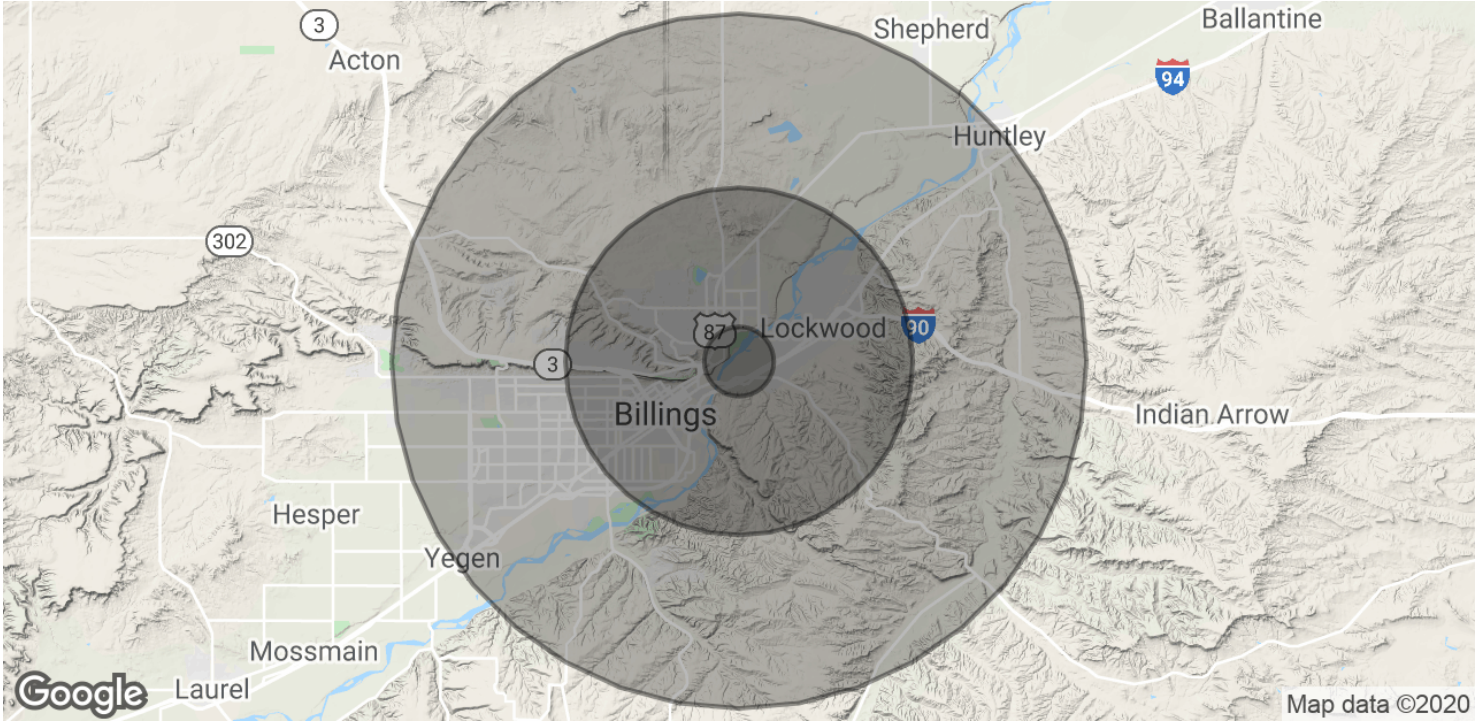 Shepherd
Ballantine
3
Acton
94
Huntley
302
87
Lockwood
90
3
Billings
Indian Arrow
Hesper
Yegen
Mossmain
Laurel
Google
Map data ©2020